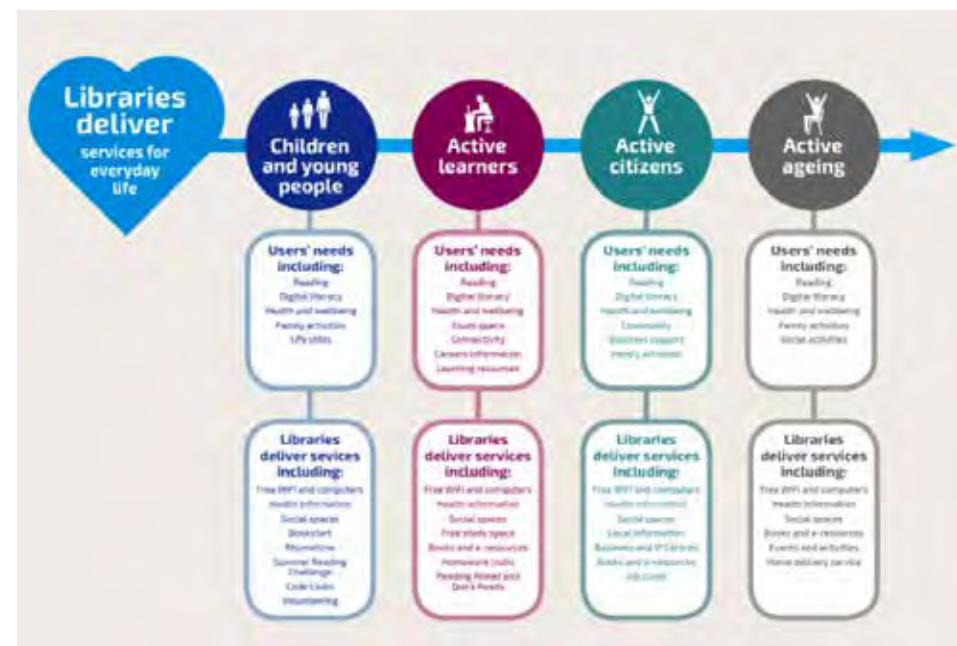 Libraries
deliver
services for
everyday
life
Children
and young
people
Users' needs
including:
Reading
Digital literacy
Health and wellbeing
Family activities
Life skills
Libraries
deliver sevices
including:
Free WiFi and computers
Health information
Social spaces
Bookstart
Rhymetime
Summer Reading
Challenge
Code Clubs
Volunteering
Active
learners
Users' needs
including:
Reading
Digital literacy
Health and wellbeing
Study space
Connectivity
Careers information
Learning resources
Libraries
deliver services
including:
Free WiFi and computers
Health information
Social spaces
Free study space
Books and e-resources
Homework clubs
Reading Ahead and
Quick Reads
Active
citizens
Users' needs
including:
Reading
Digital literacy
Health and wellbeing
Community
Business support
Family activities
Libraries
deliver services
including:
Free WiFi and computers
Health information
Social spaces
Local information
Business and IP Centres
Books and e-resources
Active
ageing
Users' needs
including:
Reading
Digital literacy
Health and wellbeing
Family activities
Social activities
Libraries
deliver services
including:
Free WiFi and computers
Health information
Social spaces
Books and e-resources
Events and activities
Home delivery service